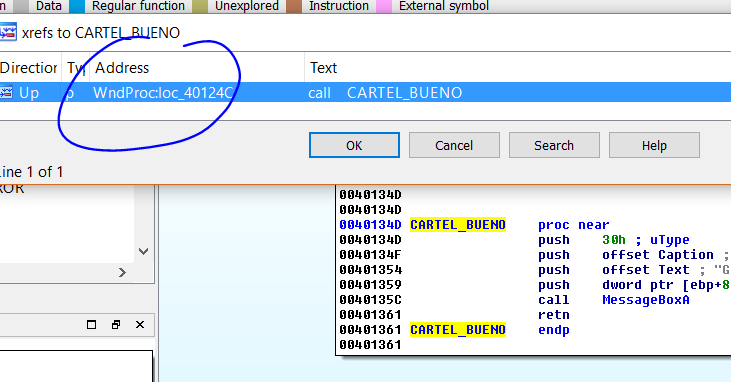 Data Regular function Unexplored Instruction External symbol
xrefs to CARTEL_BUENO
Direction Ty Address Text
Up p WndProc:loc_40124C call CARTEL_BUENO
OK Cancel Search Help
Line 1 of 1
0040134D
0040134D
0040134D CARTEL_BUENO proc near
0040134D push 30h ; uType
0040134F push offset Caption ;
00401354 push offset Text ; "G
00401359 push dword ptr [ebp+8
0040135C call MessageBoxA
00401361 retn
00401361 CARTEL_BUENO endp
00401361